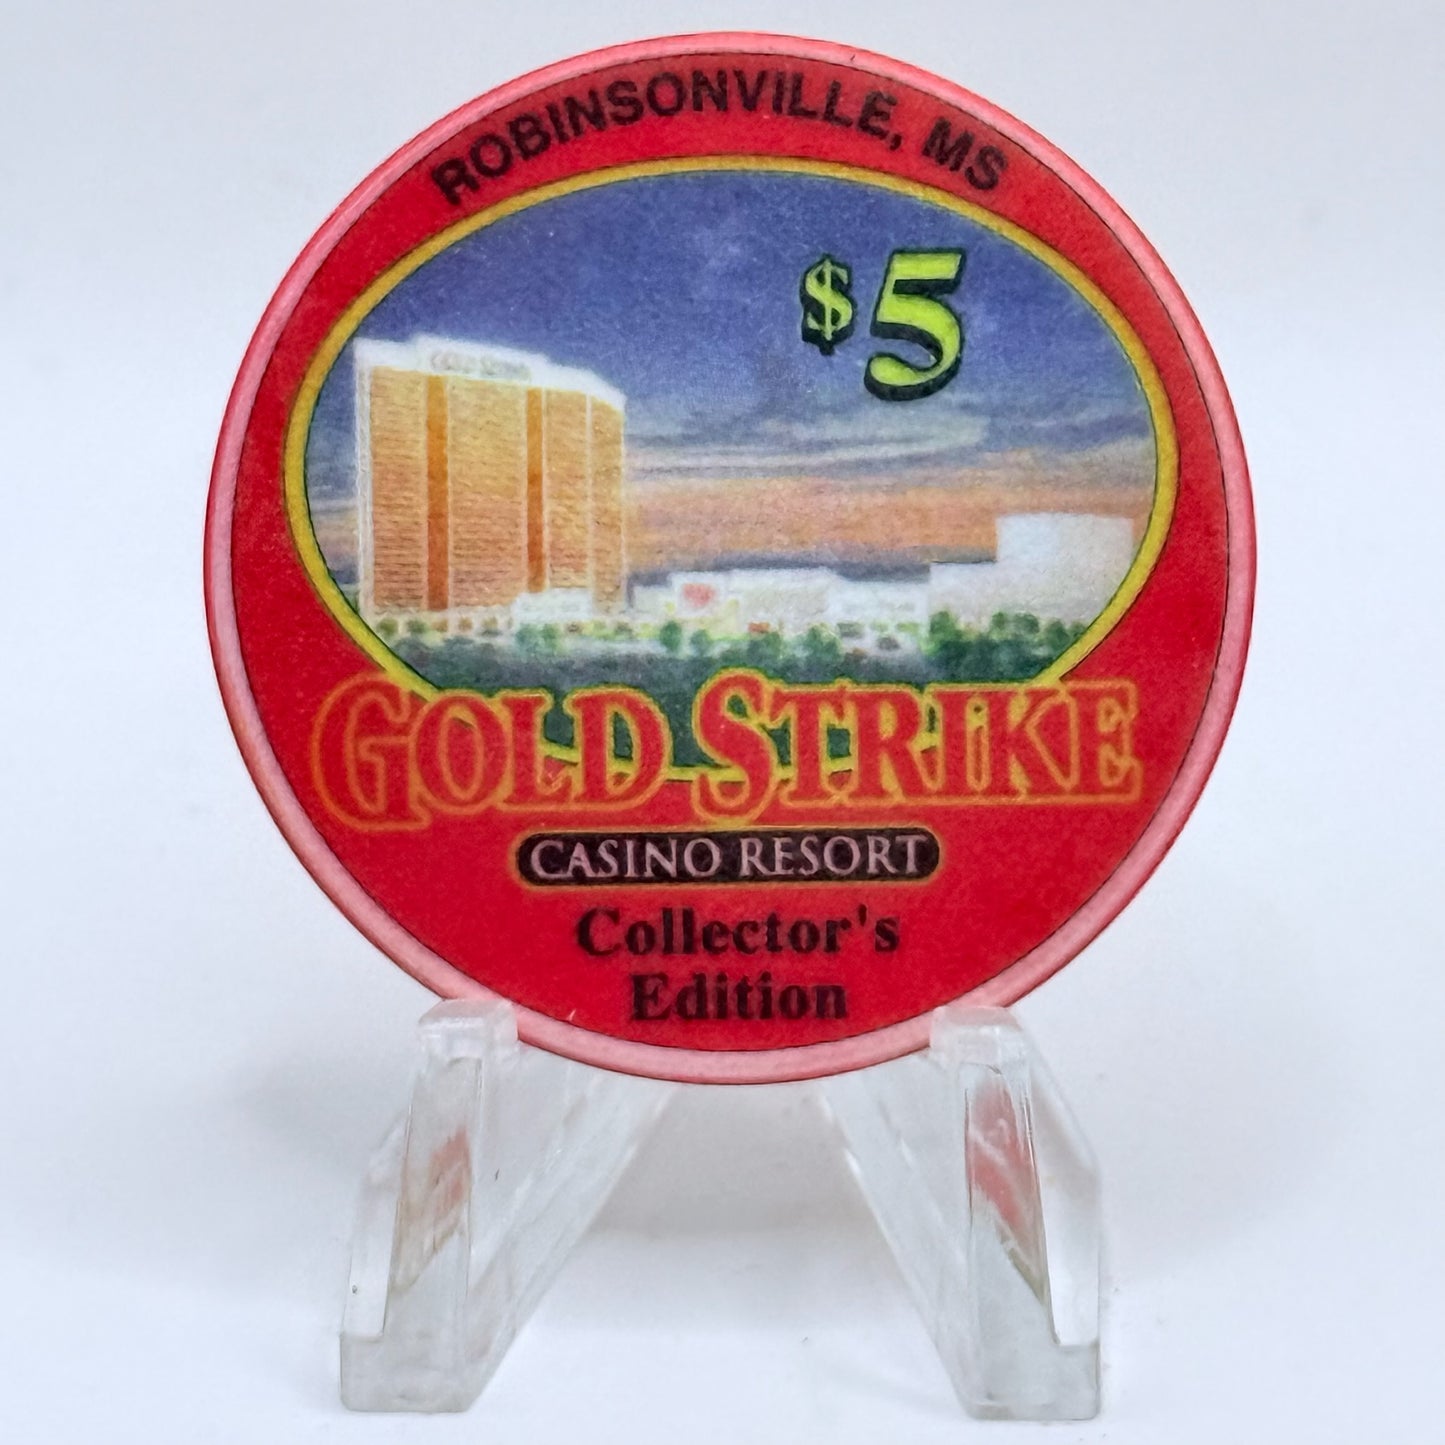 ROBINSONVILLE, MS
$5
GOLD STRIKE
CASINO RESORT
Collector's
Edition